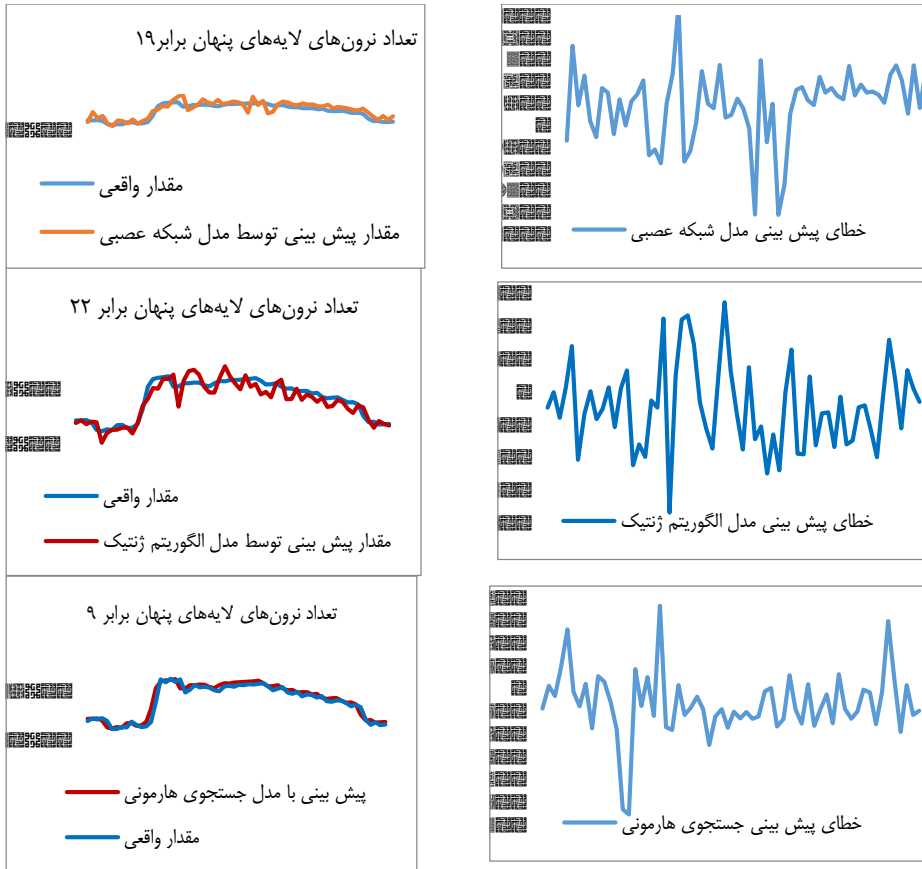 تعداد نرون‌های لایه‌های پنهان برابر۱۹
مقدار واقعی
مقدار پیش بینی توسط مدل شبکه عصبی
خطای پیش بینی مدل شبکه عصبی
تعداد نرون‌های لایه‌های پنهان برابر ۲۲
مقدار واقعی
مقدار پیش بینی توسط مدل الگوریتم ژنتیک
خطای پیش بینی مدل الگوریتم ژنتیک
تعداد نرون‌های لایه‌های پنهان برابر ۹
پیش بینی با مدل جستجوی هارمونی
مقدار واقعی
خطای پیش بینی جستجوی هارمونی